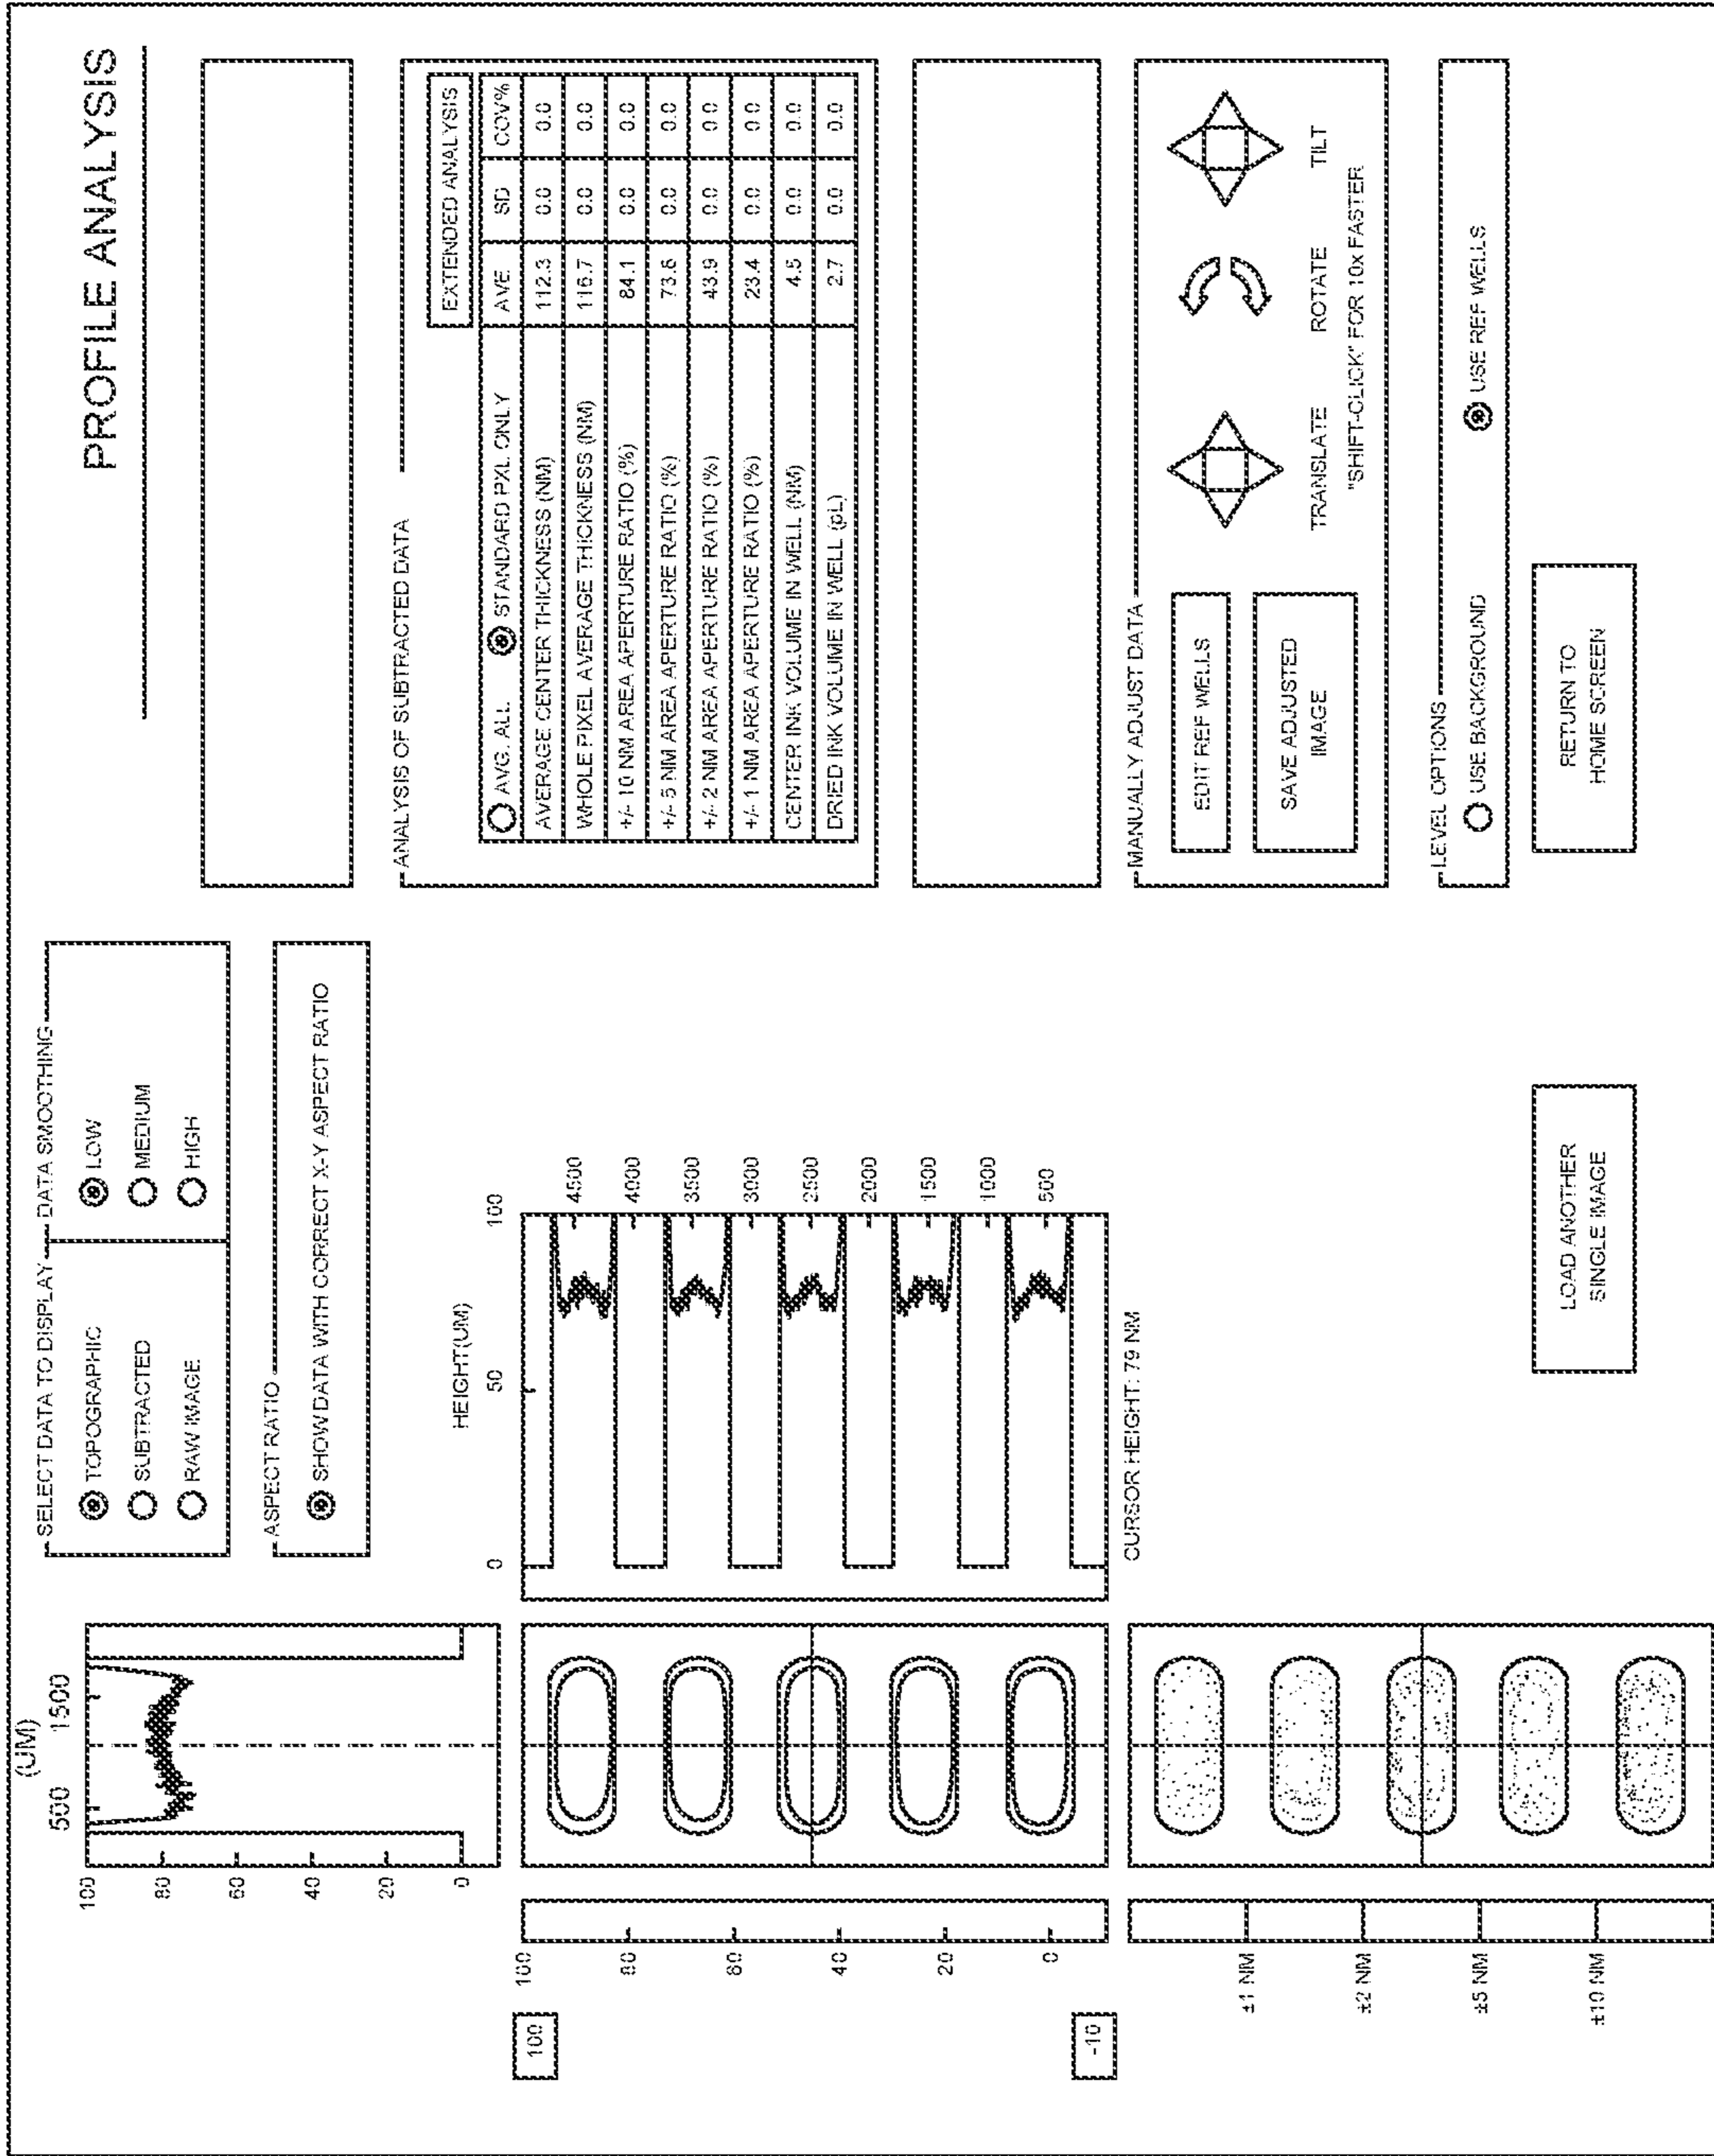 PROFILE ANALYSIS
SELECT DATA TO DISPLAY
DATA SMOOTHING
TOPOGRAPHIC
LOW
SUBTRACTED
MEDIUM
RAW IMAGE
HIGH
ASPECT RATIO
SHOW DATA WITH CORRECT X-Y ASPECT RATIO
(UM)
500 1500
100
80
60
40
20
0
HEIGHT(UM)
0 50 100
4500
4000
3500
3000
2500
2000
1500
1000
500
CURSOR HEIGHT: 79 NM
100
100
80
40
20
0
-10
±1 NM
±2 NM
±5 NM
±10 NM
LOAD ANOTHER
SINGLE IMAGE
ANALYSIS OF SUBTRACTED DATA
EXTENDED ANALYSIS
AVG. ALL STANDARD PXL ONLY AVE. SD COV%
AVERAGE CENTER THICKNESS (NM) 112.3 0.0 0.0
WHOLE PIXEL AVERAGE THICKNESS (NM) 116.7 0.0 0.0
+/- 10 NM AREA APERTURE RATIO (%) 84.1 0.0 0.0
+/- 5 NM AREA APERTURE RATIO (%) 0.0 0.0
+/- 2 NM AREA APERTURE RATIO (%) 43.9 0.0 0.0
+/- 1 NM AREA APERTURE RATIO (%) 23.4 0.0 0.0
CENTER INK VOLUME IN WELL (NM) 4.5 0.0 0.0
DRIED INK VOLUME IN WELL (pL) 2.7 0.0 0.0
MANUALLY ADJUST DATA
EDIT REF WELLS
SAVE ADJUSTED
IMAGE
TRANSLATE ROTATE TILT
"SHIFT-CLICK" FOR 10x FASTER
LEVEL OPTIONS
USE BACKGROUND USE REF WELLS
RETURN TO
HOME SCREEN